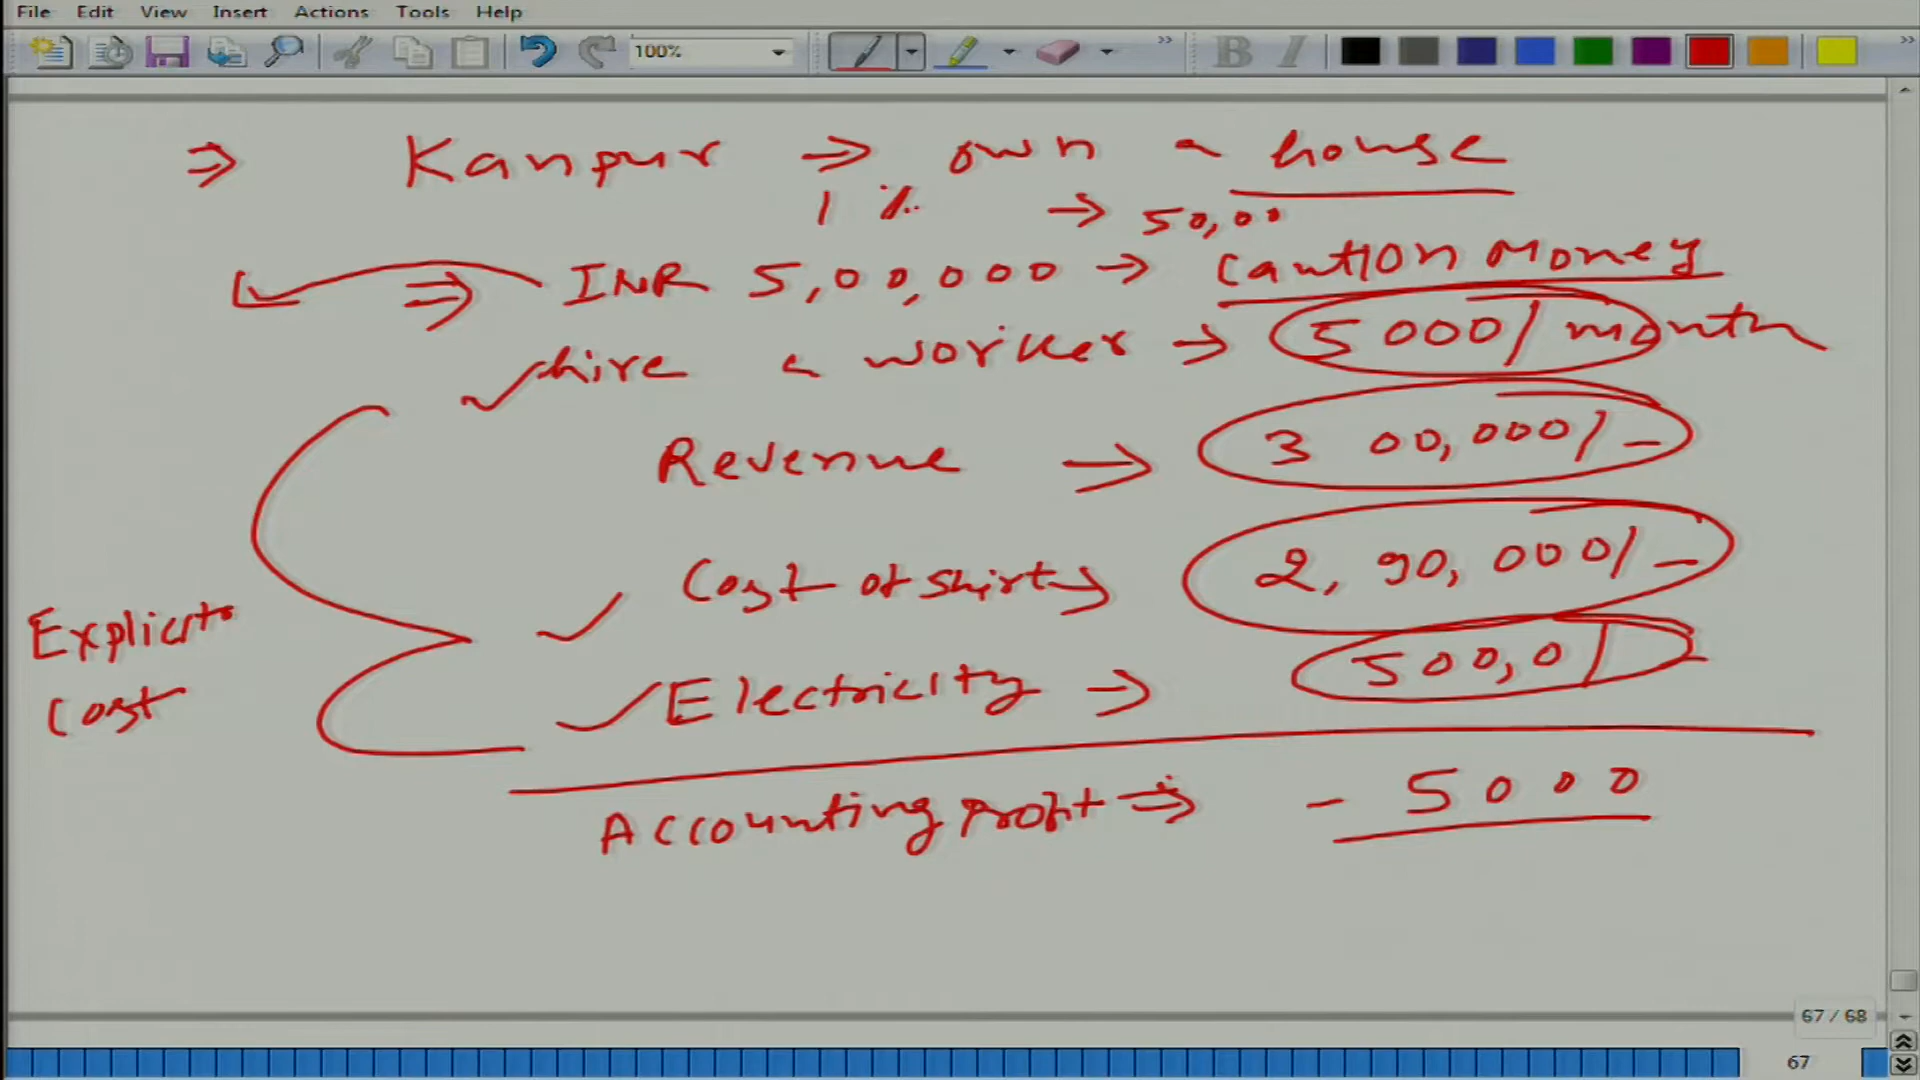 File Edit View Insert Actions Tools Help
100% B I
⇒ Kanpur ⇒ own a house
1 % → 50,00
⇒ INR 5,00,000 → Caution Money
hire a worker → 5000/month
Revenue → 3 00,000/-
Cost of shirts → 2,90,000/-
Electricity → 500,0/-
Explicit
Cost
Accounting profit ⇒ - 5000
67 / 68
67